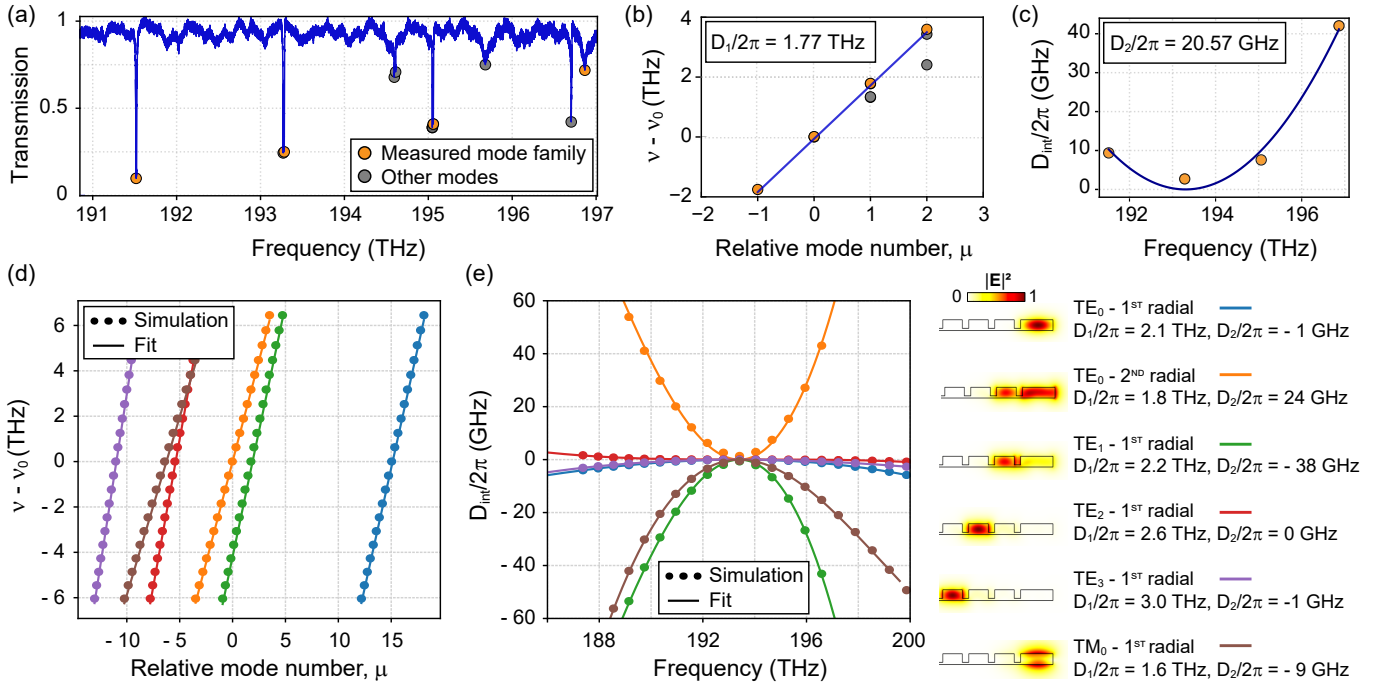 (a)
Transmission
1
0.5
0
191
192
193
194
195
196
197
Frequency (THz)
Measured mode family
Other modes
(b)
ν - ν₀ (THz)
4
2
0
−2
−2
−1
0
1
2
3
Relative mode number, μ
D₁/2π = 1.77 THz
(c)
D_int/2π (GHz)
40
30
20
10
0
192
194
196
Frequency (THz)
D₂/2π = 20.57 GHz
(d)
ν - ν₀ (THz)
6
4
2
0
- 2
- 4
- 6
-10
- 5
0
5
10
15
Relative mode number, μ
Simulation
Fit
(e)
D_int/2π (GHz)
60
40
20
0
- 20
- 40
- 60
188
192
196
200
Frequency (THz)
Simulation
Fit
|E|²
0
1
TE₀ - 1ˢᵀ radial
D₁/2π = 2.1 THz, D₂/2π = - 1 GHz
TE₀ - 2ᴺᴰ radial
D₁/2π = 1.8 THz, D₂/2π = 24 GHz
TE₁ - 1ˢᵀ radial
D₁/2π = 2.2 THz, D₂/2π = - 38 GHz
TE₂ - 1ˢᵀ radial
D₁/2π = 2.6 THz, D₂/2π = 0 GHz
TE₃ - 1ˢᵀ radial
D₁/2π = 3.0 THz, D₂/2π = -1 GHz
TM₀ - 1ˢᵀ radial
D₁/2π = 1.6 THz, D₂/2π = - 9 GHz